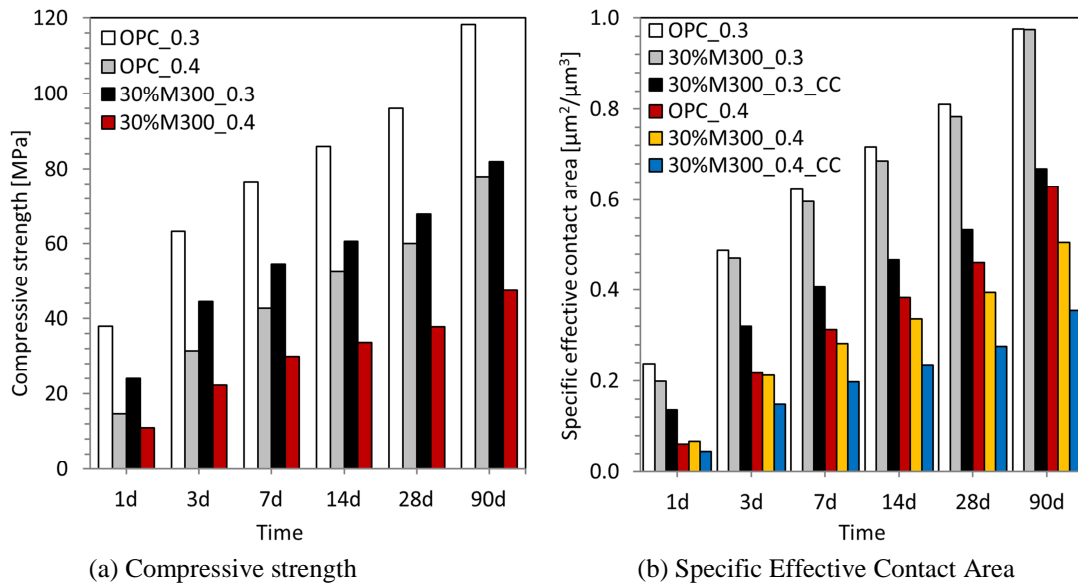 120
100
80
60
40
20
0
Compressive strength [MPa]
OPC_0.3
OPC_0.4
30%M300_0.3
30%M300_0.4
1d 3d 7d 14d 28d 90d
Time
(a) Compressive strength
1.0
0.8
0.6
0.4
0.2
0.0
Specific effective contact area [µm²/µm³]
OPC_0.3
30%M300_0.3
30%M300_0.3_CC
OPC_0.4
30%M300_0.4
30%M300_0.4_CC
1d 3d 7d 14d 28d 90d
Time
(b) Specific Effective Contact Area